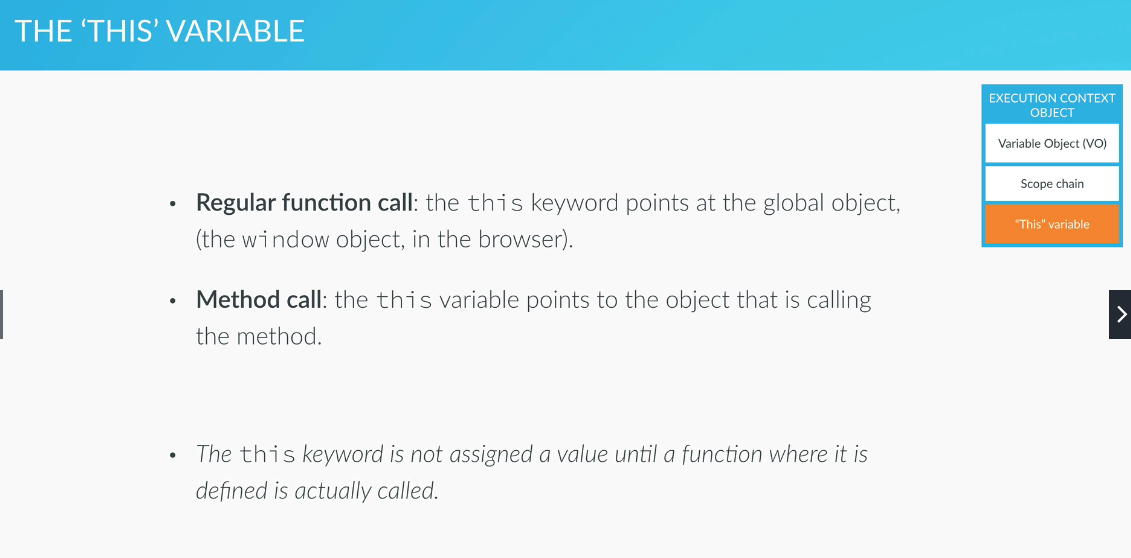 THE ‘THIS’ VARIABLE
EXECUTION CONTEXT
OBJECT
Variable Object (VO)
Scope chain
“This” variable
• Regular function call: the this keyword points at the global object,
(the window object, in the browser).
• Method call: the this variable points to the object that is calling
the method.
• The this keyword is not assigned a value until a function where it is
defined is actually called.